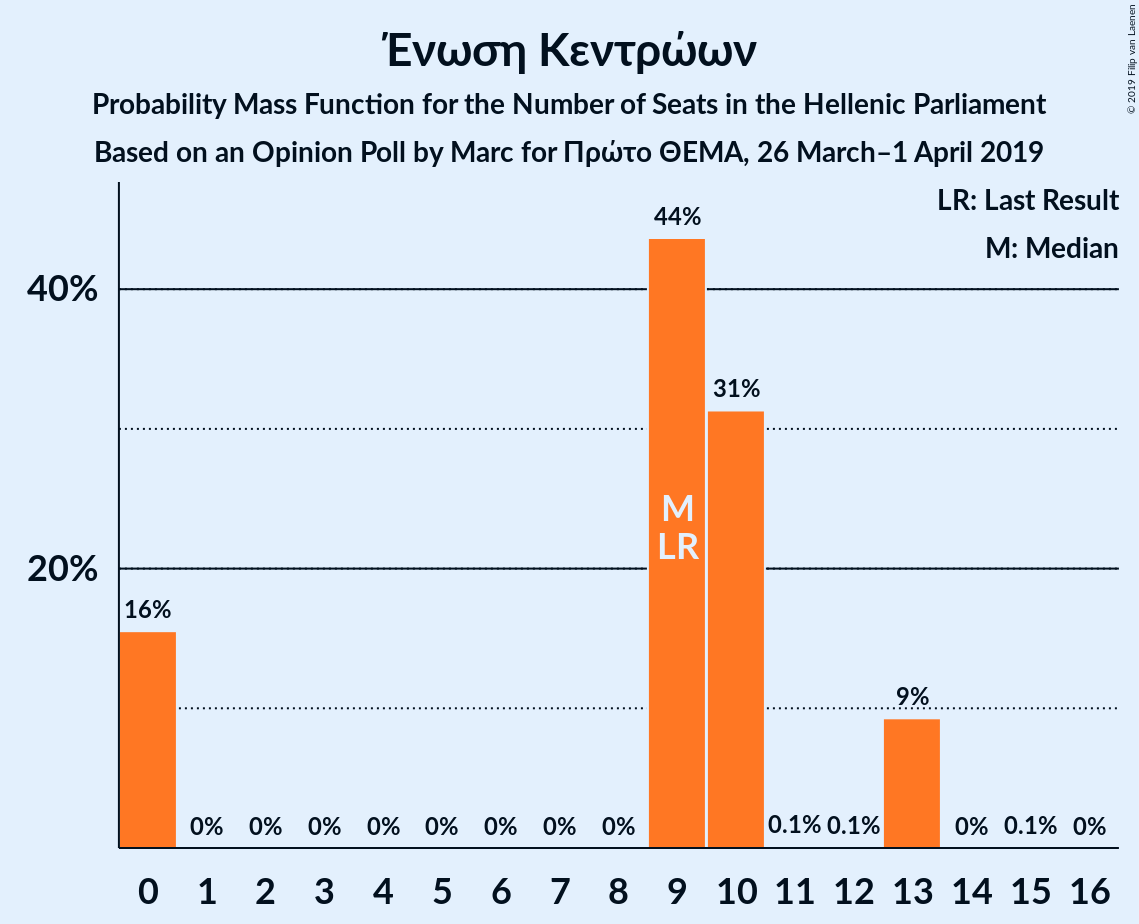 Ένωση Κεντρώων
Probability Mass Function for the Number of Seats in the Hellenic Parliament
Based on an Opinion Poll by Marc for Πρώτο ΘΕΜΑ, 26 March–1 April 2019
© 2019 Filip van Laenen
LR: Last Result
M: Median
40%
20%
16%
0%
0%
0%
0%
0%
0%
0%
0%
44%
31%
0.1%
0.1%
9%
0%
0.1%
0%
M
LR
0 1 2 3 4 5 6 7 8 9 10 11 12 13 14 15 16